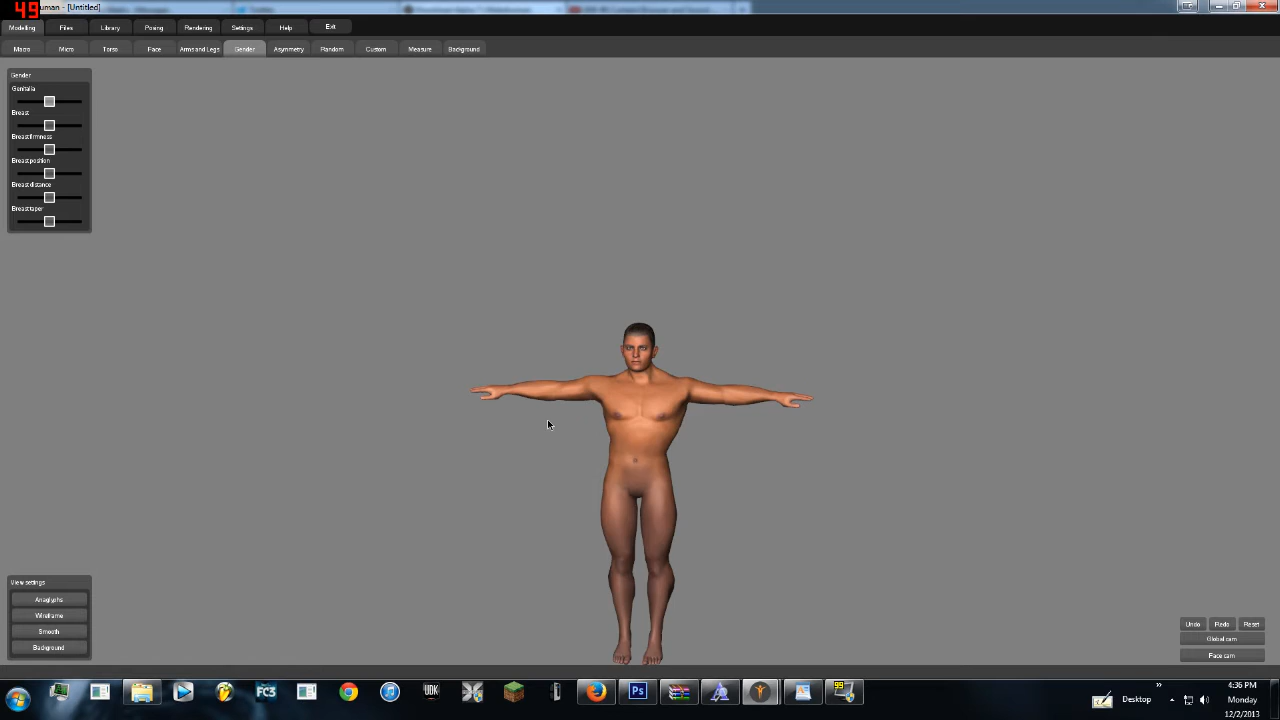 49
uman - [Untitled]
Modelling Files Library Posing Rendering Settings Help Exit
Macro Micro Torso Face Arms and Legs Gender Asymmetry Random Custom Measure Background
Gender
Genitalia
Breast
Breast firmness
Breast position
Breast distance
Breast taper
View settings
Anaglyphs
Wireframe
Smooth
Background
Undo Redo Reset
Global cam
Face cam
FC3
UDK
Ps
99
Desktop
»
4:36 PM
Monday
12/2/2013